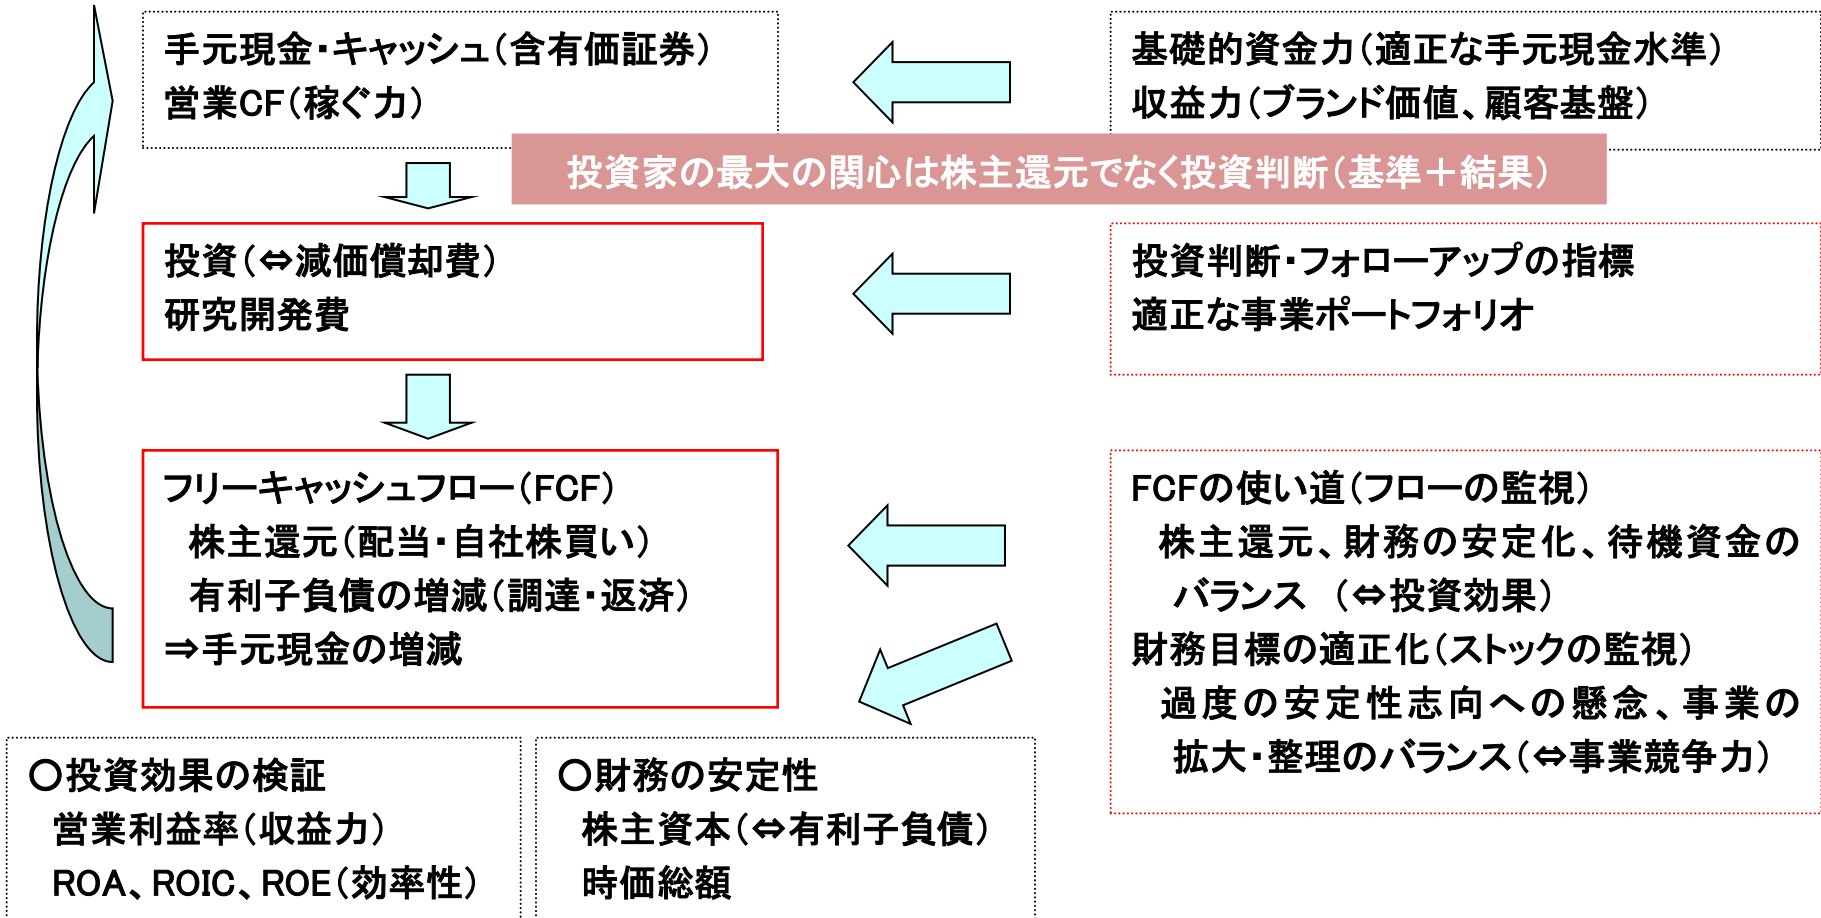 手元現金・キャッシュ(含有価証券)
営業CF(稼ぐ力)
基礎的資金力(適正な手元現金水準)
収益力(ブランド価値、顧客基盤)
投資家の最大の関心は株主還元でなく投資判断(基準+結果)
投資(⇔減価償却費)
研究開発費
投資判断・フォローアップの指標
適正な事業ポートフォリオ
フリーキャッシュフロー(FCF)
株主還元(配当・自社株買い)
有利子負債の増減(調達・返済)
⇒手元現金の増減
FCFの使い道(フローの監視)
株主還元、財務の安定化、待機資金の
バランス (⇔投資効果)
財務目標の適正化(ストックの監視)
過度の安定性志向への懸念、事業の
拡大・整理のバランス(⇔事業競争力)
〇投資効果の検証
営業利益率(収益力)
ROA、ROIC、ROE(効率性)
〇財務の安定性
株主資本(⇔有利子負債)
時価総額